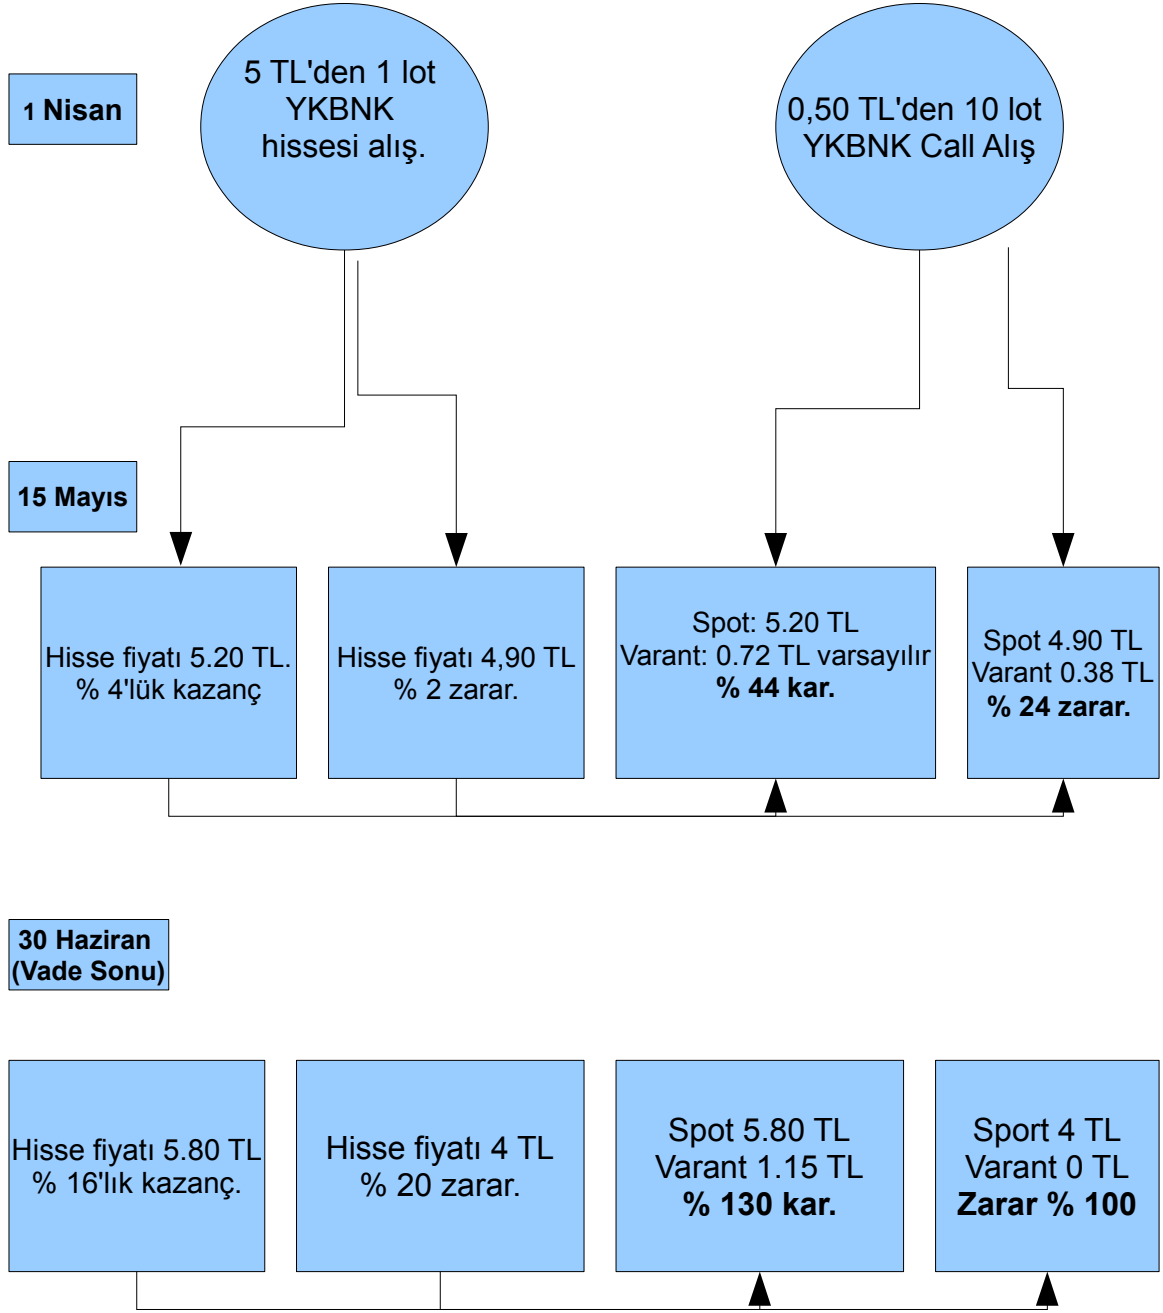 1 Nisan
5 TL'den 1 lot
YKBNK
hissesi alış.
0,50 TL'den 10 lot
YKBNK Call Alış
15 Mayıs
Hisse fiyatı 5.20 TL.
% 4'lük kazanç
Hisse fiyatı 4,90 TL
% 2 zarar.
Spot: 5.20 TL
Varant: 0.72 TL varsayılır
% 44 kar.
Spot 4.90 TL
Varant 0.38 TL
% 24 zarar.
30 Haziran
(Vade Sonu)
Hisse fiyatı 5.80 TL
% 16'lık kazanç.
Hisse fiyatı 4 TL
% 20 zarar.
Spot 5.80 TL
Varant 1.15 TL
% 130 kar.
Sport 4 TL
Varant 0 TL
Zarar % 100